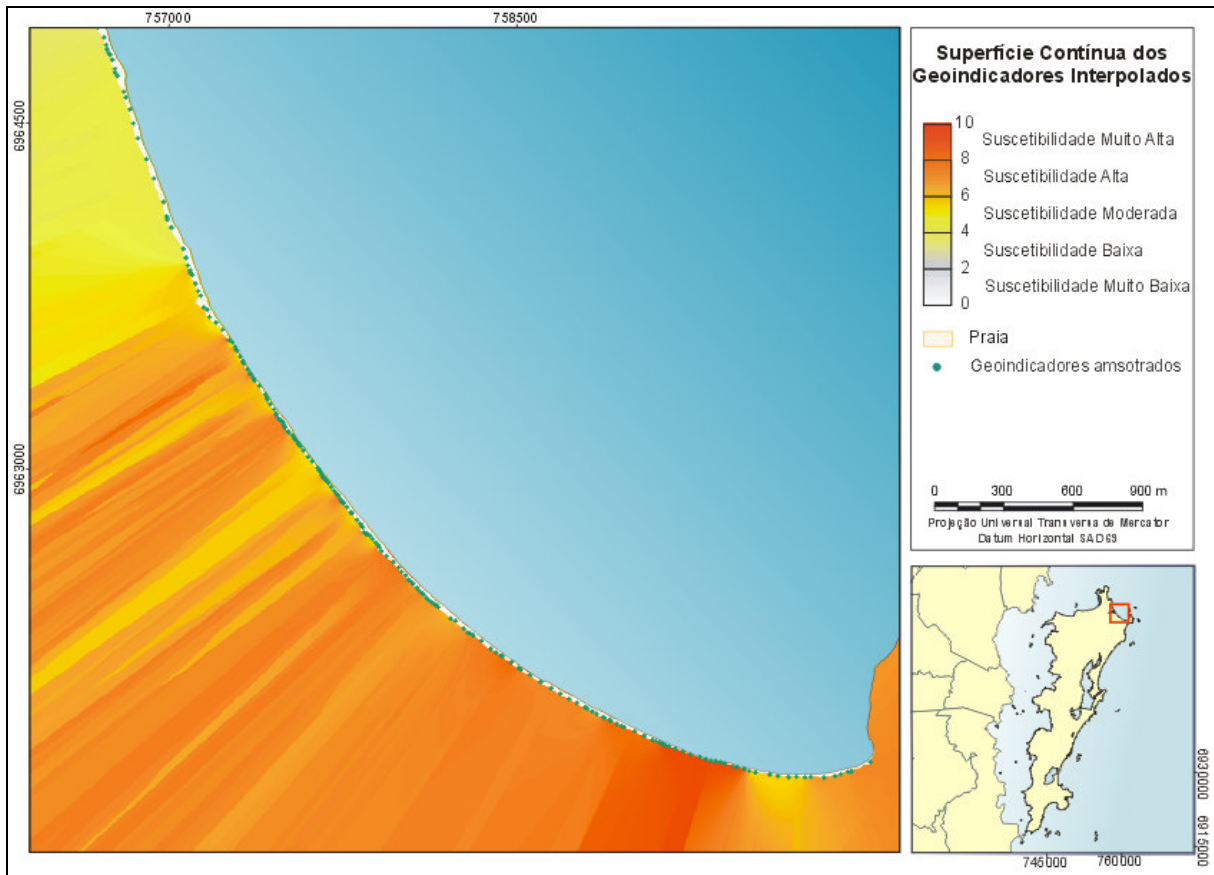 757000
758500
6964500
6963000
Superfície Contínua dos
Geoindicadores Interpolados
10
Suscetibilidade Muito Alta
8
Suscetibilidade Alta
6
Suscetibilidade Moderada
4
Suscetibilidade Baixa
2
Suscetibilidade Muito Baixa
0
Praia
Geoindicadores amsotrados
0 300 600 900 m
Projeção Universal Transversa de Mercator
Datum Horizontal SAD69
6930000
6915000
745000
760000